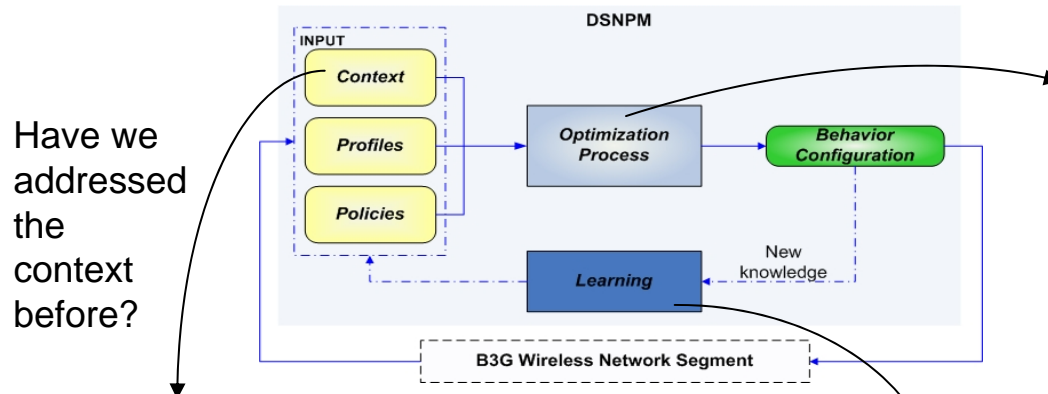 DSNPM
INPUT
Context
Profiles
Policies
Optimization
Process
Behavior
Configuration
Have we
addressed
the
context
before?
New
knowledge
Learning
B3G Wireless Network Segment